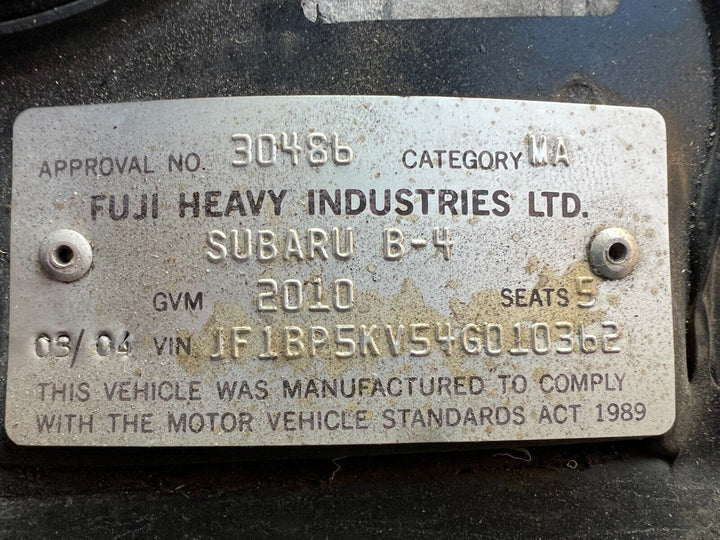 APPROVAL NO. 30486 CATEGORY MA
FUJI HEAVY INDUSTRIES LTD.
SUBARU B-4
GVM 2010 SEATS 5
03/04 VIN JF1BP5KV54G010362
THIS VEHICLE WAS MANUFACTURED TO COMPLY
WITH THE MOTOR VEHICLE STANDARDS ACT 1989